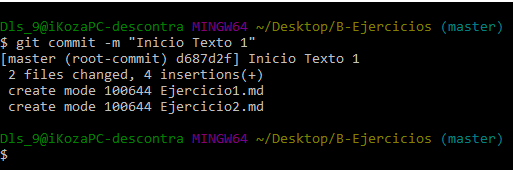 Dls_9@iKozaPC-descontra MINGW64 ~/Desktop/B-Ejercicios (master)
$ git commit -m "Inicio Texto 1"
[master (root-commit) d687d2f] Inicio Texto 1
 2 files changed, 4 insertions(+)
 create mode 100644 Ejercicio1.md
 create mode 100644 Ejercicio2.md
Dls_9@iKozaPC-descontra MINGW64 ~/Desktop/B-Ejercicios (master)
$